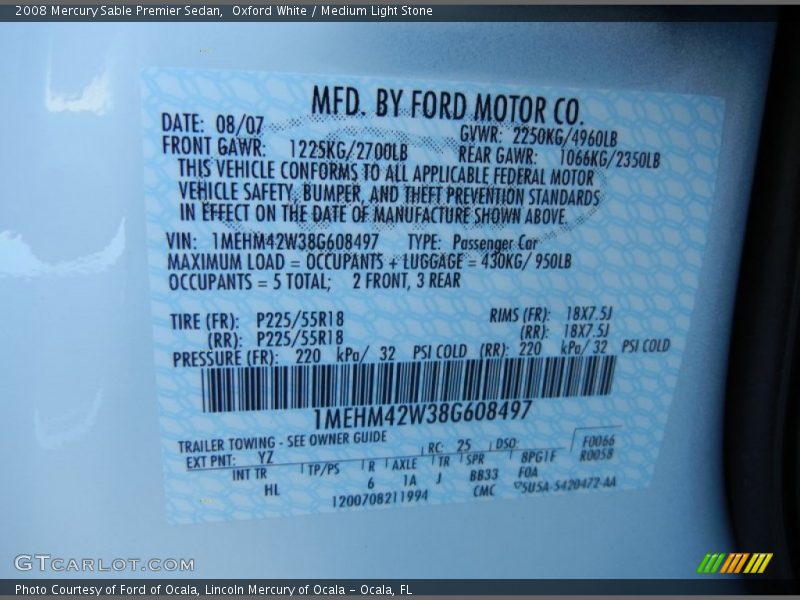 2008 Mercury Sable Premier Sedan,  Oxford White / Medium Light Stone
MFD. BY FORD MOTOR CO.
DATE: 08/07 GVWR: 2250KG/4960LB
FRONT GAWR: 1225KG/2700LB REAR GAWR: 1066KG/2350LB
THIS VEHICLE CONFORMS TO ALL APPLICABLE FEDERAL MOTOR
VEHICLE SAFETY, BUMPER, AND THEFT PREVENTION STANDARDS
IN EFFECT ON THE DATE OF MANUFACTURE SHOWN ABOVE.
VIN: 1MEHM42W38G608497 TYPE: Passenger Car
MAXIMUM LOAD = OCCUPANTS + LUGGAGE = 430KG/ 950LB
OCCUPANTS = 5 TOTAL; 2 FRONT, 3 REAR
TIRE (FR): P225/55R18 RIMS (FR): 18X7.5J
(RR): P225/55R18 (RR): 18X7.5J
PRESSURE (FR): 220 kPa/ 32 PSI COLD (RR): 220 kPa/ 32 PSI COLD
1MEHM42W38G608497
TRAILER TOWING - SEE OWNER GUIDE
EXT PNT: YZ RC: 25 DSO: F0066
R0058
INT TR TP/PS R AXLE TR SPR 8PG1F
HL 6 1A J BB33 F0A
1200708211994 CMC 5U5A-5420472-AA
GTCARLOT.COM
Photo Courtesy of Ford of Ocala, Lincoln Mercury of Ocala – Ocala, FL